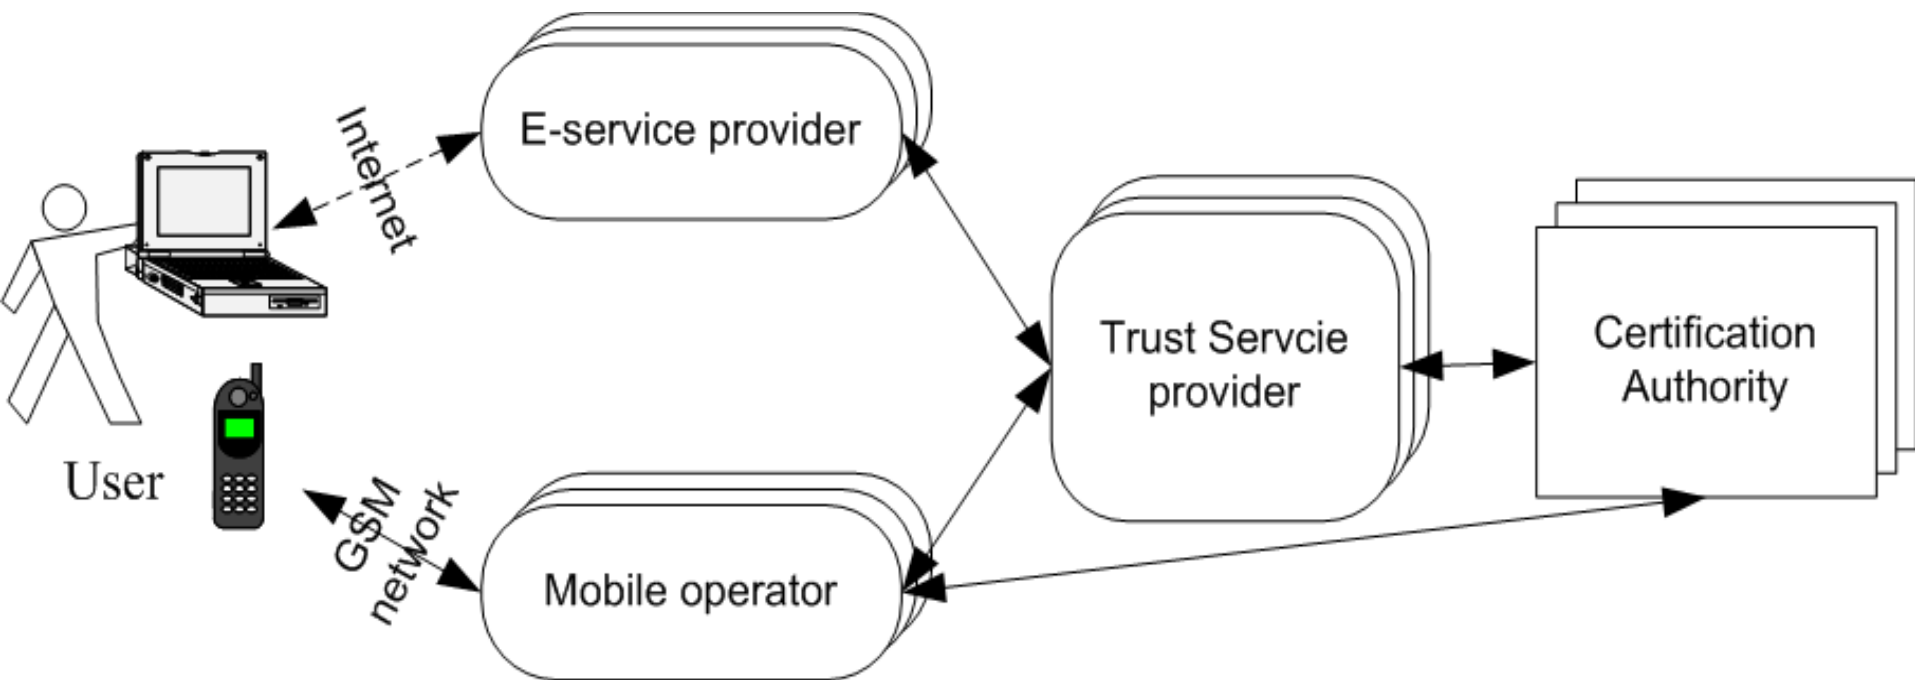 Internet
E-service provider
Trust Servcie
provider
Certification
Authority
User
GSM
network
Mobile operator